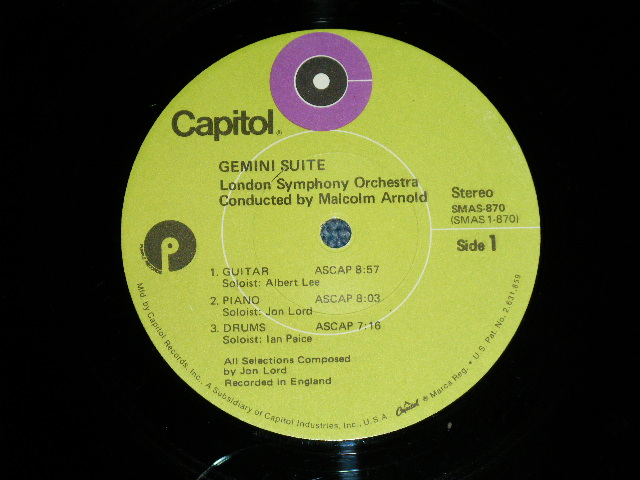 Capitol®
GEMINI SUITE
London Symphony Orchestra
Conducted by Malcolm Arnold
Stereo
SMAS-870
(SMAS 1-870)
Side 1
1. GUITAR ASCAP 8:57
Soloist: Albert Lee
2. PIANO ASCAP 8:03
Soloist: Jon Lord
3. DRUMS ASCAP 7:16
Soloist: Ian Paice
All Selections Composed
by Jon Lord
Recorded in England
Mfd. by Capitol Records, Inc., A Subsidiary of Capitol Industries, Inc., U.S.A. Capitol ® Marca Reg. • U.S. Pat. No. 2,631,859